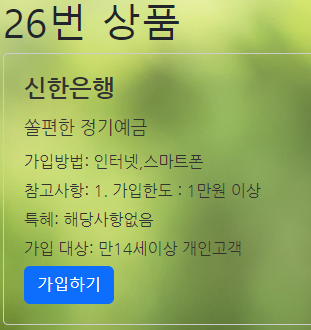 26번 상품
신한은행
쏠편한 정기예금
가입방법: 인터넷,스마트폰
참고사항: 1. 가입한도 : 1만원 이상
특혜: 해당사항없음
가입 대상: 만14세이상 개인고객
가입하기